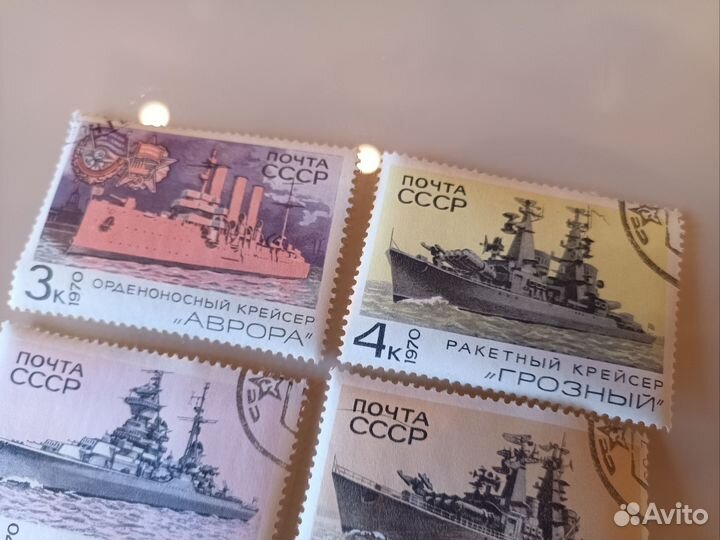 ПОЧТА
СССР
3К 1970
ОРДЕНОНОСНЫЙ КРЕЙСЕР
„АВРОРА"
ПОЧТА
СССР
4К 1970
РАКЕТНЫЙ КРЕЙСЕР
„ГРОЗНЫЙ"
ПОЧТА
СССР
ПОЧТА
СССР
Avito